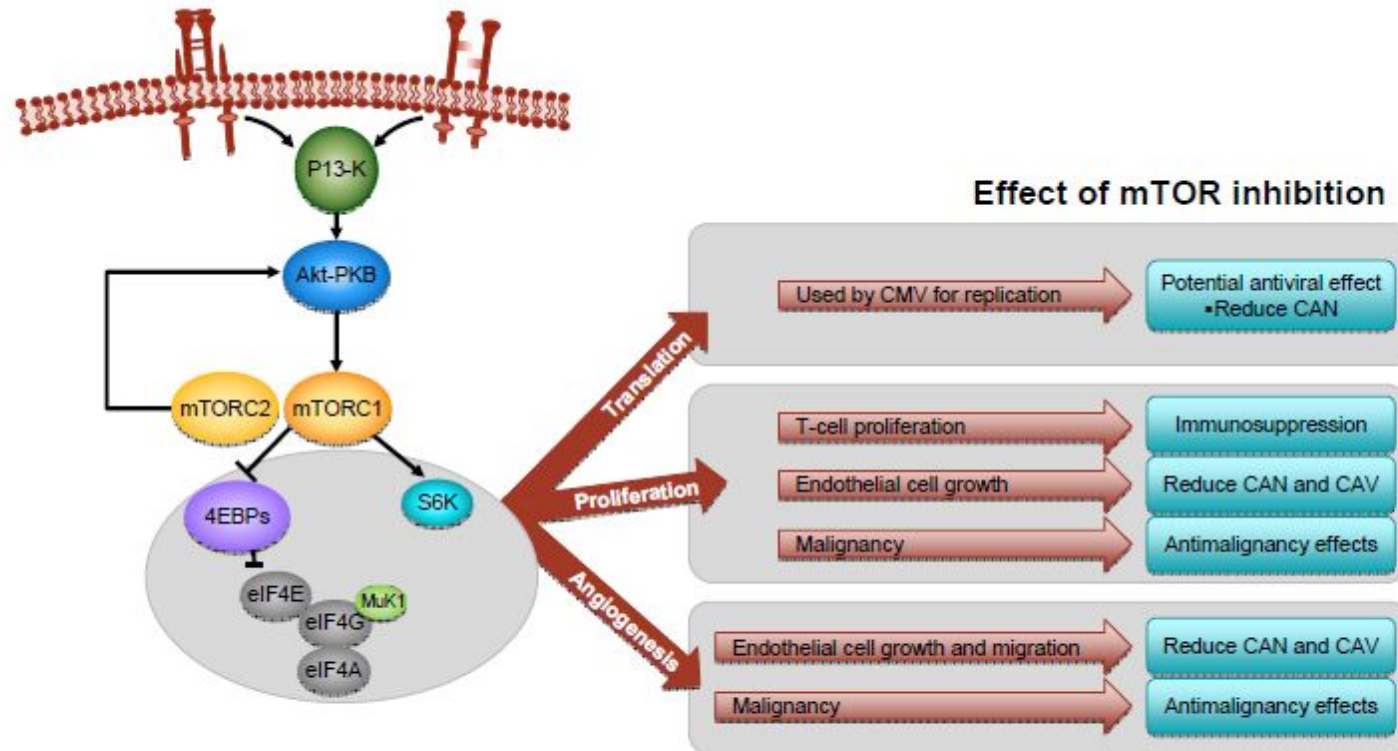 P13-K
Effect of mTOR inhibition
Akt-PKB
mTORC2
mTORC1
4EBPs
S6K
eIF4E
MuK1
eIF4G
eIF4A
Translation
Used by CMV for replication
Potential antiviral effect
▪Reduce CAN
Proliferation
T-cell proliferation
Immunosuppression
Endothelial cell growth
Reduce CAN and CAV
Malignancy
Antimalignancy effects
Angiogenesis
Endothelial cell growth and migration
Reduce CAN and CAV
Malignancy
Antimalignancy effects